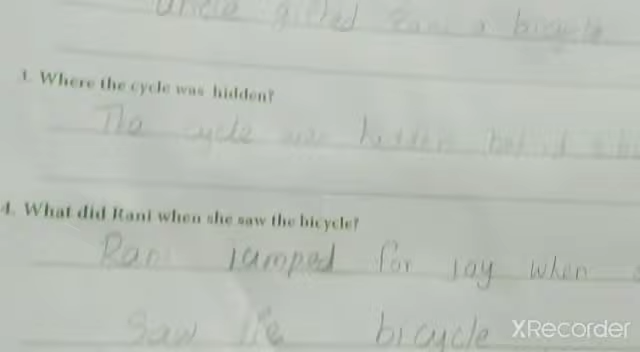 uncle gifted Rani a bicycle
3. Where the cycle was hidden?
The cycle was hidden behind a
4. What did Rani when she saw the bicycle?
Rani jumped for joy when
saw the bicycle
XRecorder